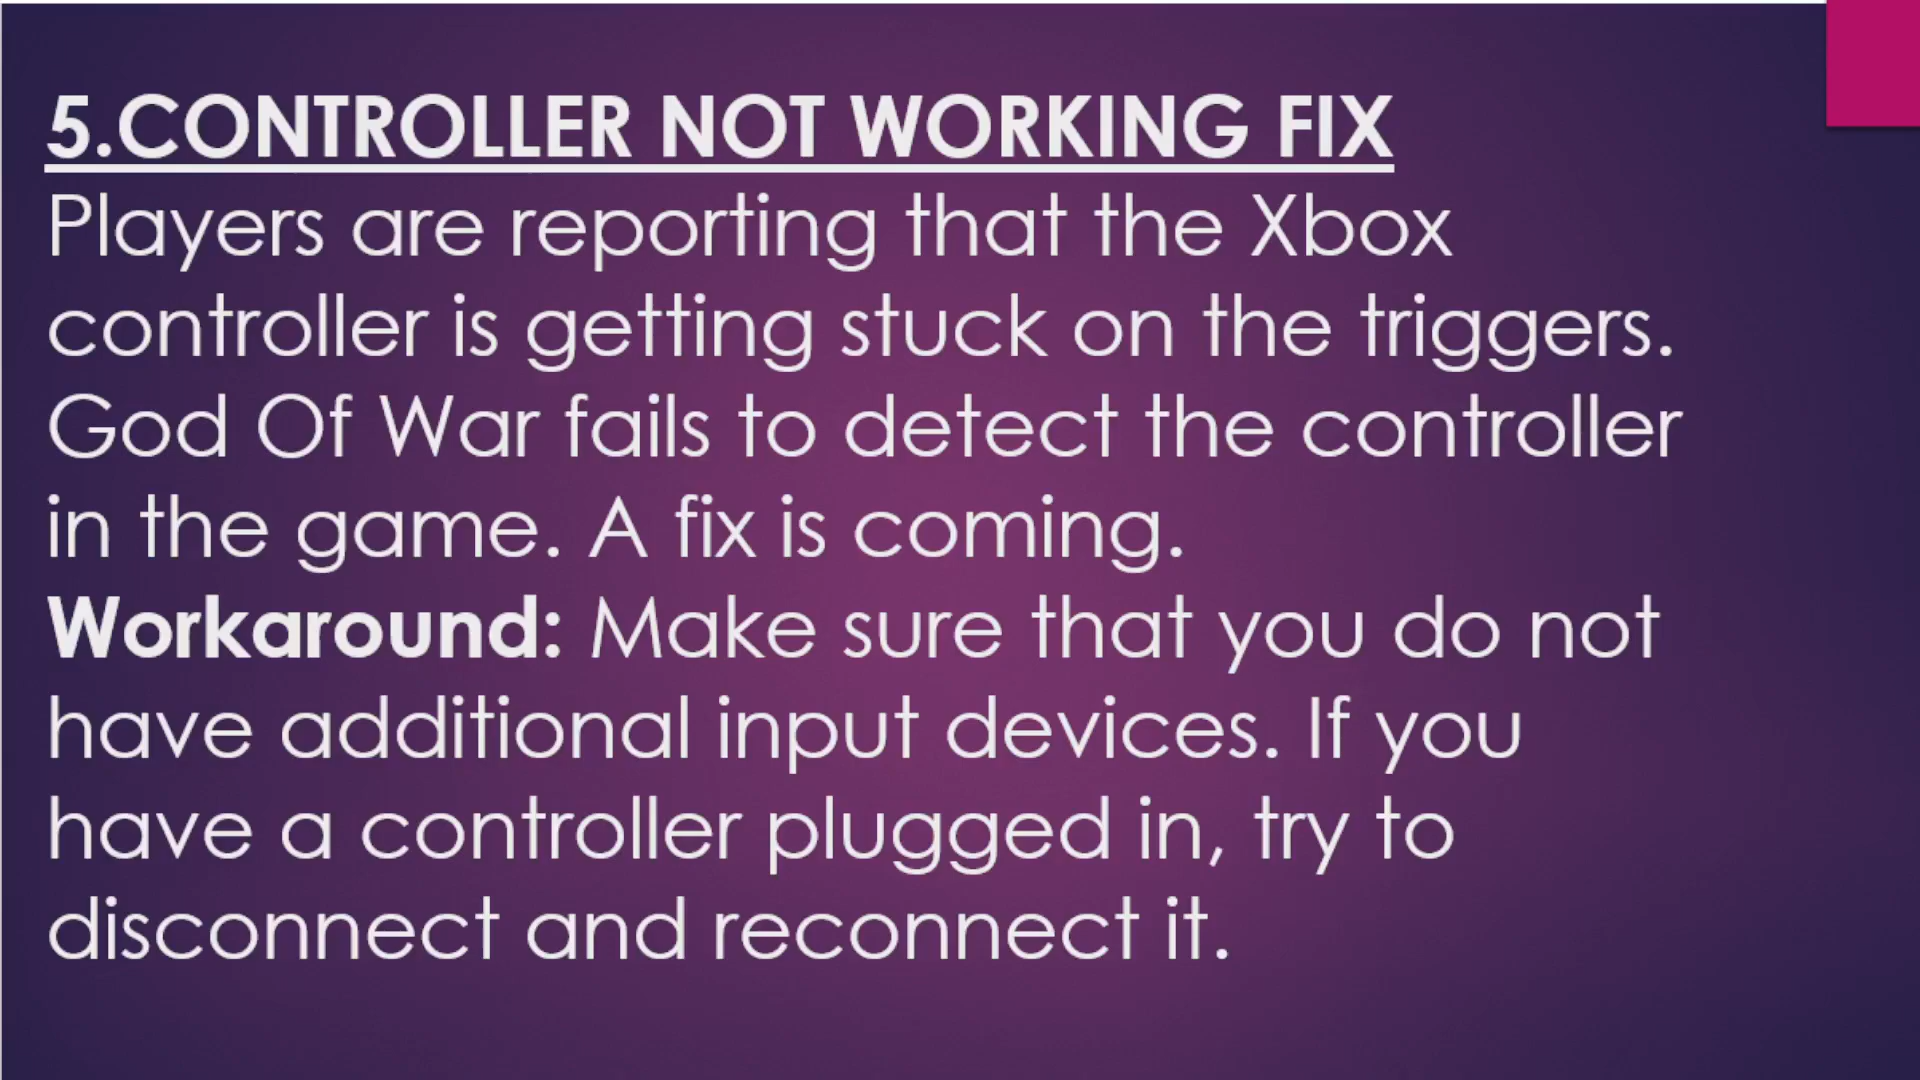 5.CONTROLLER NOT WORKING FIX
Players are reporting that the Xbox
controller is getting stuck on the triggers.
God Of War fails to detect the controller
in the game. A fix is coming.
Workaround: Make sure that you do not
have additional input devices. If you
have a controller plugged in, try to
disconnect and reconnect it.